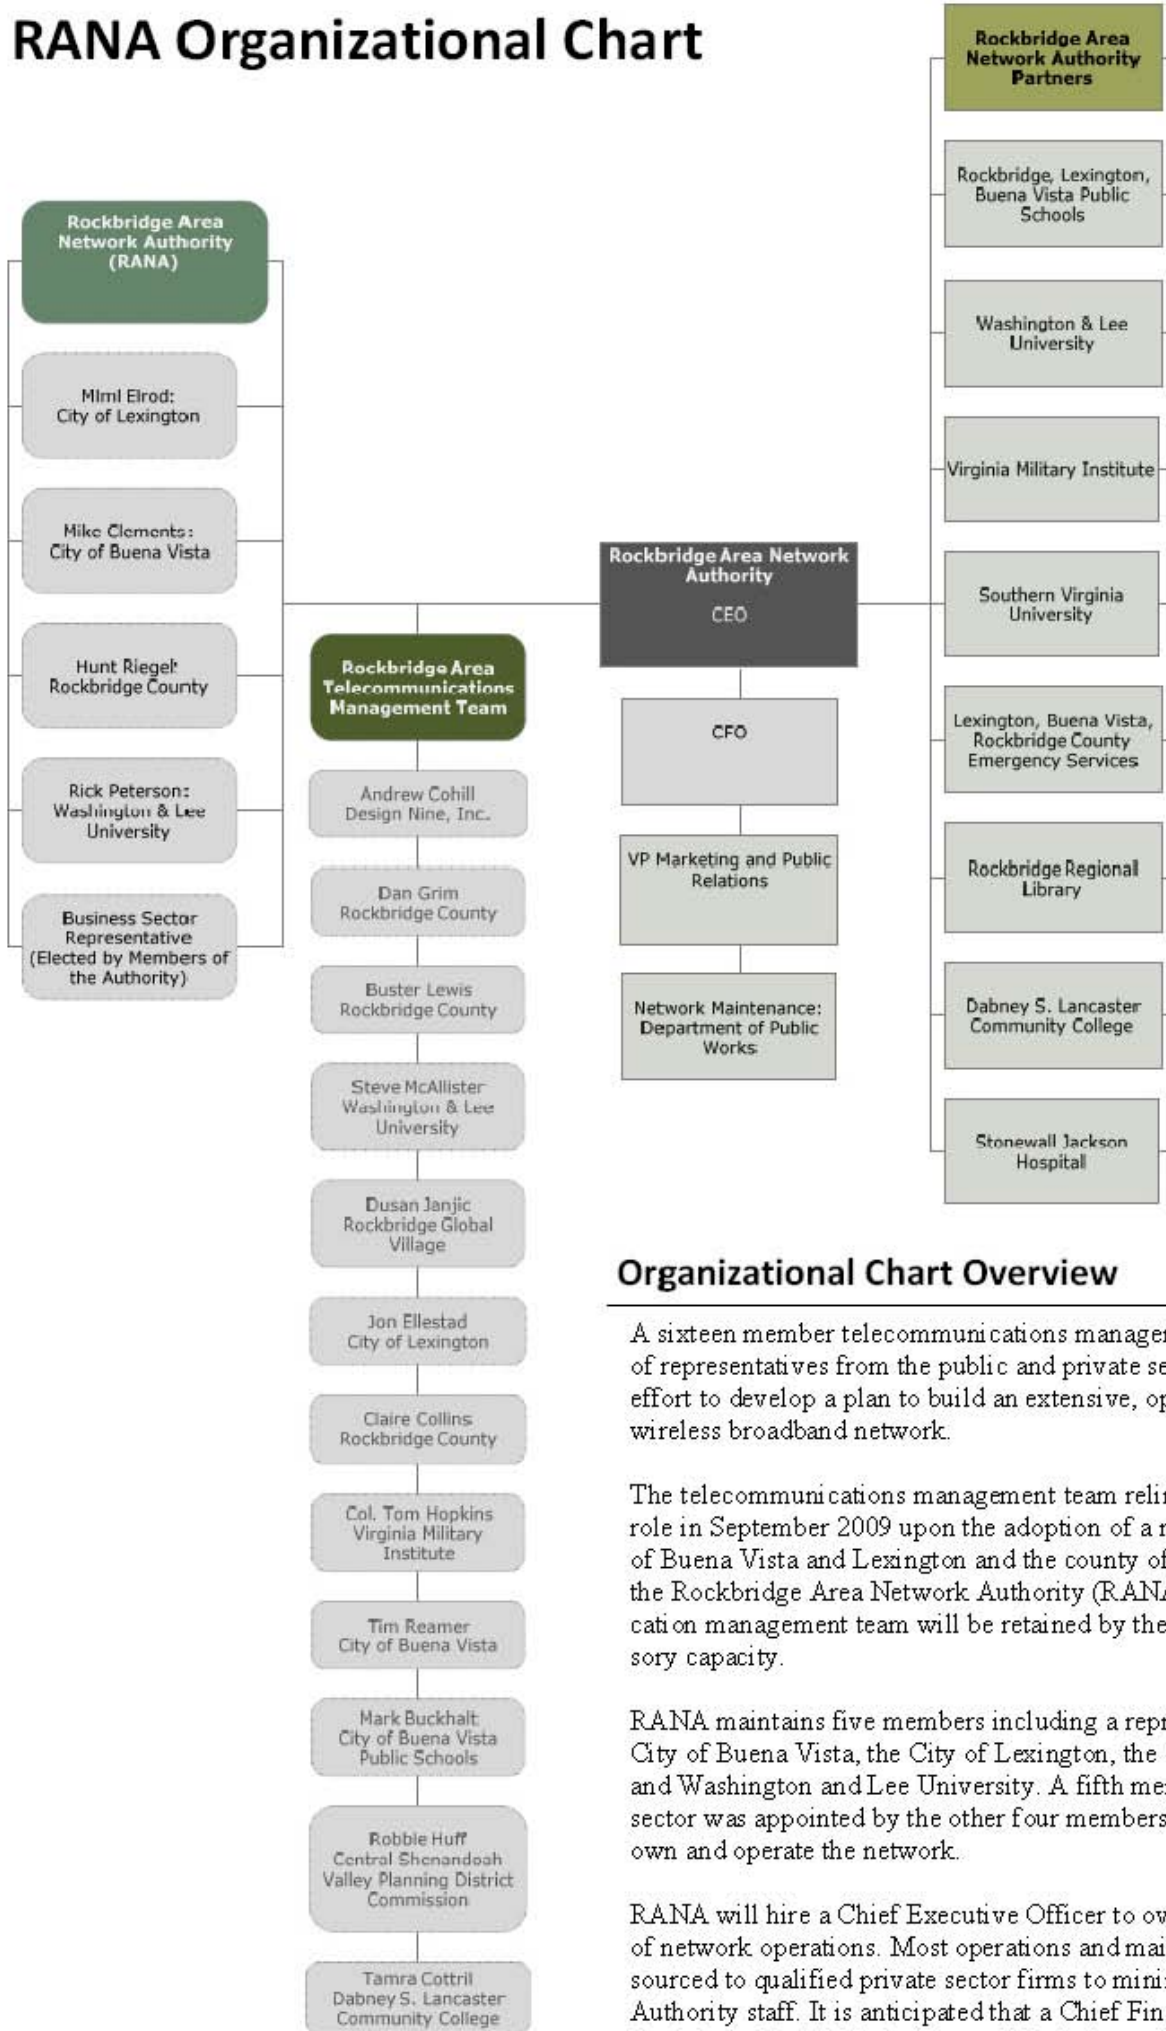 RANA Organizational Chart
Rockbridge Area
Network Authority
(RANA)
Mimi Elrod:
City of Lexington
Mike Clements:
City of Buena Vista
Hunt Riegel:
Rockbridge County
Rick Peterson:
Washington & Lee
University
Business Sector
Representative
(Elected by Members of
the Authority)
Rockbridge Area
Telecommunications
Management Team
Andrew Cohill
Design Nine, Inc.
Dan Grim
Rockbridge County
Buster Lewis
Rockbridge County
Steve McAllister
Washington & Lee
University
Dusan Janjic
Rockbridge Global
Village
Jon Ellestad
City of Lexington
Claire Collins
Rockbridge County
Col. Tom Hopkins
Virginia Military
Institute
Tim Reamer
City of Buena Vista
Mark Buckhalt
City of Buena Vista
Public Schools
Robbie Huff
Central Shenandoah
Valley Planning District
Commission
Tamra Cottril
Dabney S. Lancaster
Community College
Rockbridge Area Network
Authority
CEO
CFO
VP Marketing and Public
Relations
Network Maintenance:
Department of Public
Works
Rockbridge Area
Network Authority
Partners
Rockbridge, Lexington,
Buena Vista Public
Schools
Washington & Lee
University
Virginia Military Institute
Southern Virginia
University
Lexington, Buena Vista,
Rockbridge County
Emergency Services
Rockbridge Regional
Library
Dabney S. Lancaster
Community College
Stonewall Jackson
Hospital
Organizational Chart Overview
A sixteen member telecommunications manage
of representatives from the public and private se
effort to develop a plan to build an extensive, op
wireless broadband network.
The telecommunications management team reli
role in September 2009 upon the adoption of a r
of Buena Vista and Lexington and the county of
the Rockbridge Area Network Authority (RANA
cation management team will be retained by the
sory capacity.
RANA maintains five members including a repr
City of Buena Vista, the City of Lexington, the
and Washington and Lee University. A fifth me
sector was appointed by the other four members
own and operate the network.
RANA will hire a Chief Executive Officer to ov
of network operations. Most operations and mai
sourced to qualified private sector firms to mini
Authority staff. It is anticipated that a Chief Fin